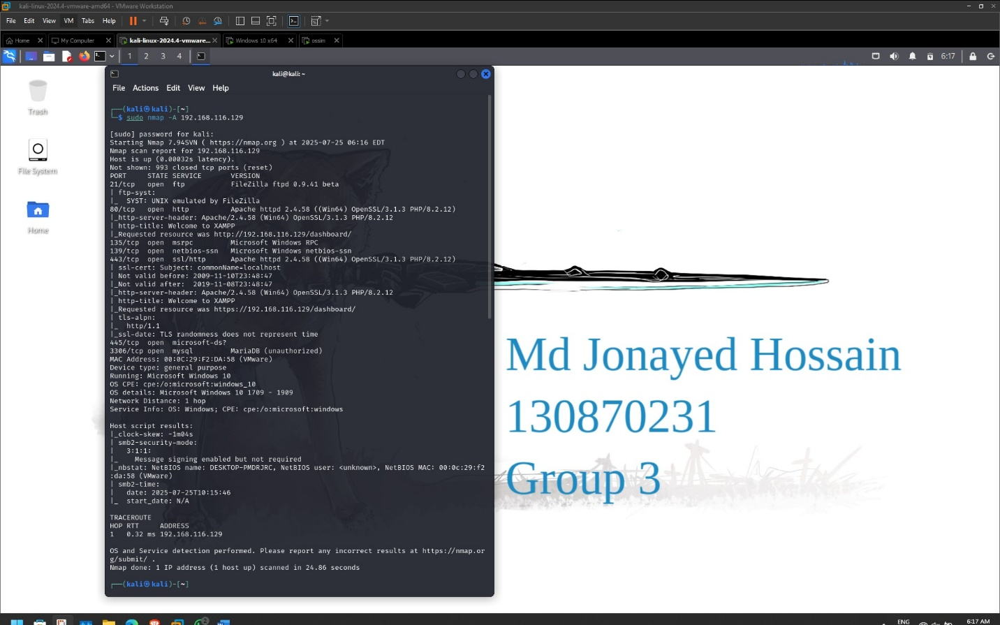 kali-linux-2024.4-vmware-amd64 - VMware Workstation
File Edit View VM Tabs Help
Home My Computer kali-linux-2024.4-vmware... Windows 10 x64 ossim
1 2 3 4 6:17
Trash
File System
Home
kali@kali: ~
File Actions Edit View Help
┌──(kali㉿kali)-[~]
└─$ sudo nmap -A 192.168.116.129
[sudo] password for kali:
Starting Nmap 7.94SVN ( https://nmap.org ) at 2025-07-25 06:16 EDT
Nmap scan report for 192.168.116.129
Host is up (0.00032s latency).
Not shown: 993 closed tcp ports (reset)
PORT STATE SERVICE VERSION
21/tcp open ftp FileZilla ftpd 0.9.41 beta
| ftp-syst:
|_ SYST: UNIX emulated by FileZilla
80/tcp open http Apache httpd 2.4.58 ((Win64) OpenSSL/3.1.3 PHP/8.2.12)
|_http-server-header: Apache/2.4.58 (Win64) OpenSSL/3.1.3 PHP/8.2.12
| http-title: Welcome to XAMPP
|_Requested resource was http://192.168.116.129/dashboard/
135/tcp open msrpc Microsoft Windows RPC
139/tcp open netbios-ssn Microsoft Windows netbios-ssn
443/tcp open ssl/http Apache httpd 2.4.58 ((Win64) OpenSSL/3.1.3 PHP/8.2.12)
| ssl-cert: Subject: commonName=localhost
| Not valid before: 2009-11-10T23:48:47
|_Not valid after: 2019-11-08T23:48:47
|_http-server-header: Apache/2.4.58 (Win64) OpenSSL/3.1.3 PHP/8.2.12
| http-title: Welcome to XAMPP
|_Requested resource was https://192.168.116.129/dashboard/
| tls-alpn:
|_ http/1.1
|_ssl-date: TLS randomness does not represent time
445/tcp open microsoft-ds?
3306/tcp open mysql MariaDB (unauthorized)
MAC Address: 00:0C:29:F2:DA:58 (VMware)
Device type: general purpose
Running: Microsoft Windows 10
OS CPE: cpe:/o:microsoft:windows_10
OS details: Microsoft Windows 10 1709 - 1909
Network Distance: 1 hop
Service Info: OS: Windows; CPE: cpe:/o:microsoft:windows
Host script results:
|_clock-skew: -1m04s
| smb2-security-mode:
| 3:1:1:
|_ Message signing enabled but not required
|_nbstat: NetBIOS name: DESKTOP-PMDRJRC, NetBIOS user: <unknown>, NetBIOS MAC: 00:0c:29:f2
:da:58 (VMware)
| smb2-time:
| date: 2025-07-25T10:15:46
|_ start_date: N/A
TRACEROUTE
HOP RTT ADDRESS
1 0.32 ms 192.168.116.129
OS and Service detection performed. Please report any incorrect results at https://nmap.or
g/submit/ .
Nmap done: 1 IP address (1 host up) scanned in 24.86 seconds
┌──(kali㉿kali)-[~]
Md Jonayed Hossain
130870231
Group 3
ENG
6:17 AM